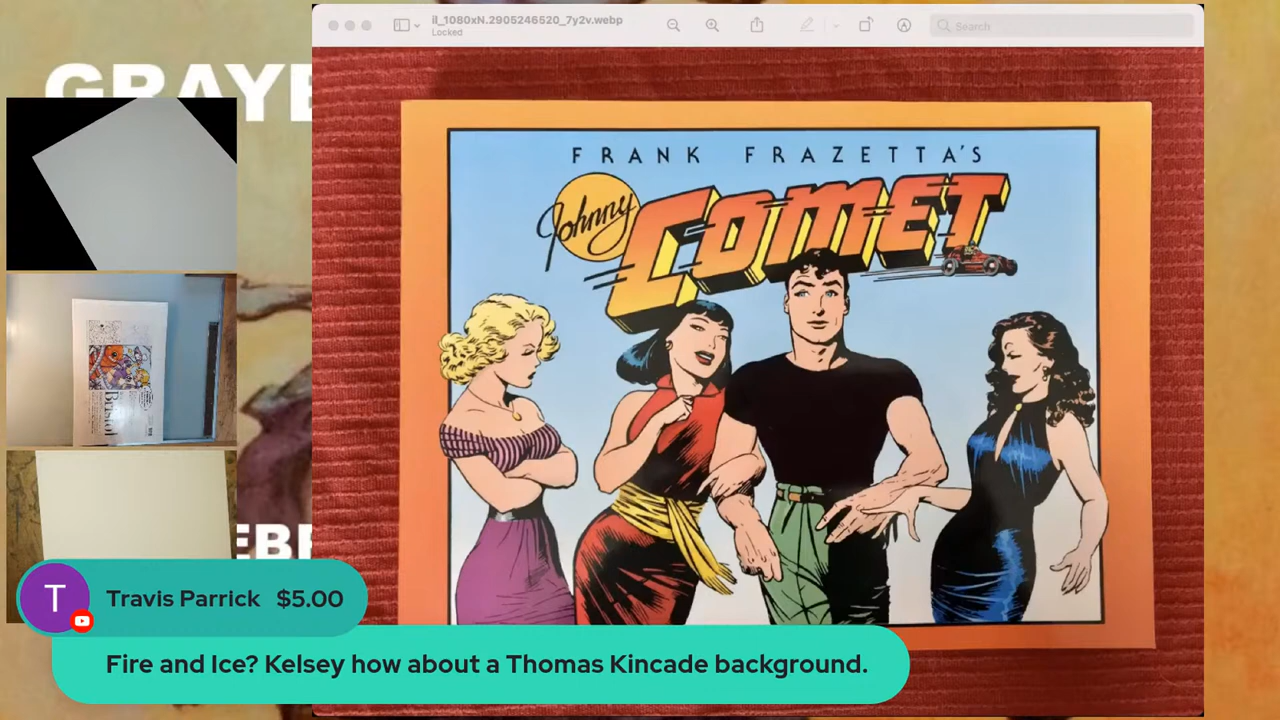 il_1080xN.2905246520_7y2v.webp
Locked
Search
GRAYE
FRANK FRAZETTA'S
Johnny
COMET
Bristol
EBE
T
Travis Parrick $5.00
Fire and Ice? Kelsey how about a Thomas Kincade background.